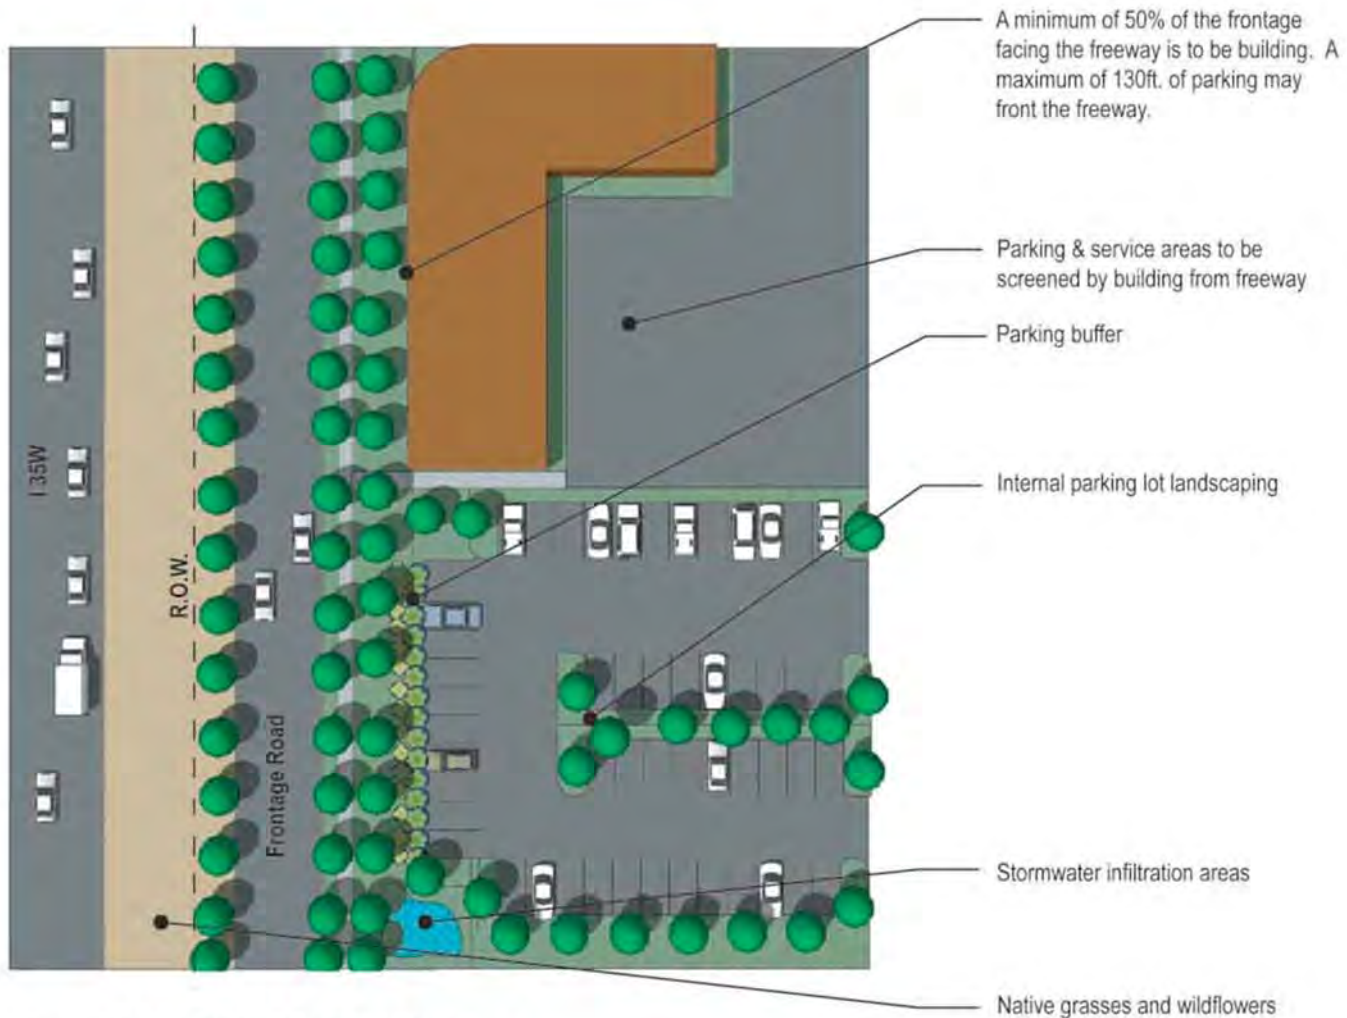 A minimum of 50% of the frontage
facing the freeway is to be building. A
maximum of 130ft. of parking may
front the freeway.
Parking & service areas to be
screened by building from freeway
Parking buffer
Internal parking lot landscaping
Stormwater infiltration areas
Native grasses and wildflowers
I 35W
R.O.W.
Frontage Road